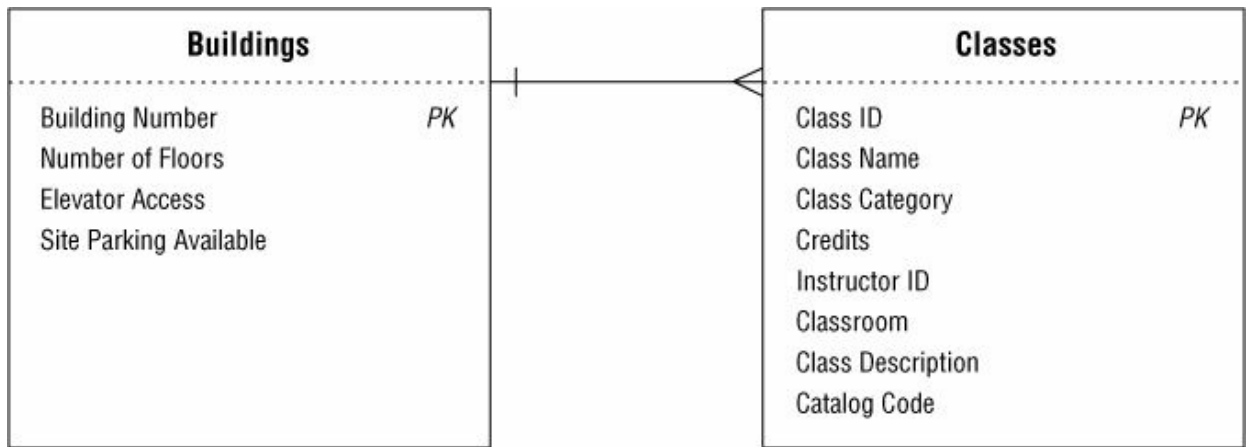 Buildings
Building Number PK
Number of Floors
Elevator Access
Site Parking Available
Classes
Class ID PK
Class Name
Class Category
Credits
Instructor ID
Classroom
Class Description
Catalog Code